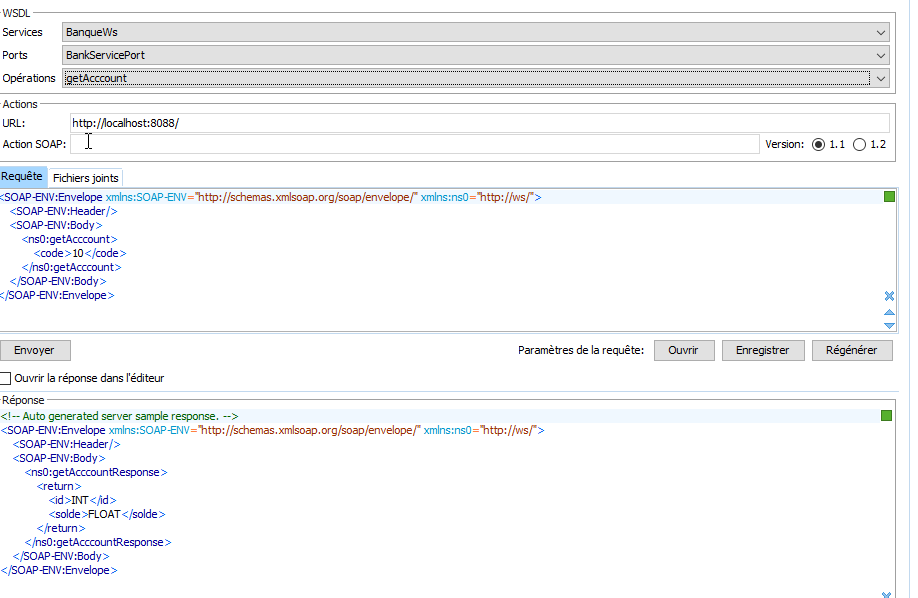 WSDL
Services BanqueWs
Ports BankServicePort
Opérations getAcccount
Actions
URL: http://localhost:8088/
Action SOAP: Version: 1.1 1.2
Requête Fichiers joints
<SOAP-ENV:Envelope xmlns:SOAP-ENV="http://schemas.xmlsoap.org/soap/envelope/" xmlns:ns0="http://ws/">
<SOAP-ENV:Header/>
<SOAP-ENV:Body>
<ns0:getAcccount>
<code>10</code>
</ns0:getAcccount>
</SOAP-ENV:Body>
</SOAP-ENV:Envelope>
Envoyer Paramètres de la requête: Ouvrir Enregistrer Régénérer
Ouvrir la réponse dans l'éditeur
Réponse
<!-- Auto generated server sample response. -->
<SOAP-ENV:Envelope xmlns:SOAP-ENV="http://schemas.xmlsoap.org/soap/envelope/" xmlns:ns0="http://ws/">
<SOAP-ENV:Header/>
<SOAP-ENV:Body>
<ns0:getAcccountResponse>
<return>
<id>INT</id>
<solde>FLOAT</solde>
</return>
</ns0:getAcccountResponse>
</SOAP-ENV:Body>
</SOAP-ENV:Envelope>